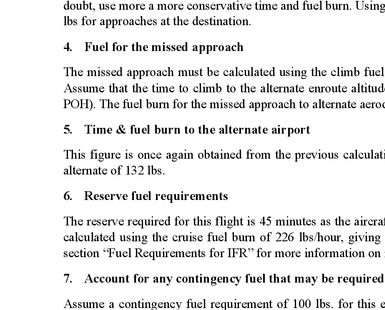 doubt, use more a more conservative time and fuel burn. Using
lbs for approaches at the destination.
4. Fuel for the missed approach
The missed approach must be calculated using the climb fuel
Assume that the time to climb to the alternate enroute altitud
POH). The fuel burn for the missed approach to alternate aerod
5. Time & fuel burn to the alternate airport
This figure is once again obtained from the previous calculati
alternate of 132 lbs.
6. Reserve fuel requirements
The reserve required for this flight is 45 minutes as the aircraf
calculated using the cruise fuel burn of 226 lbs/hour, giving
section “Fuel Requirements for IFR” for more information on
7. Account for any contingency fuel that may be required
Assume a contingency fuel requirement of 100 lbs. for this e